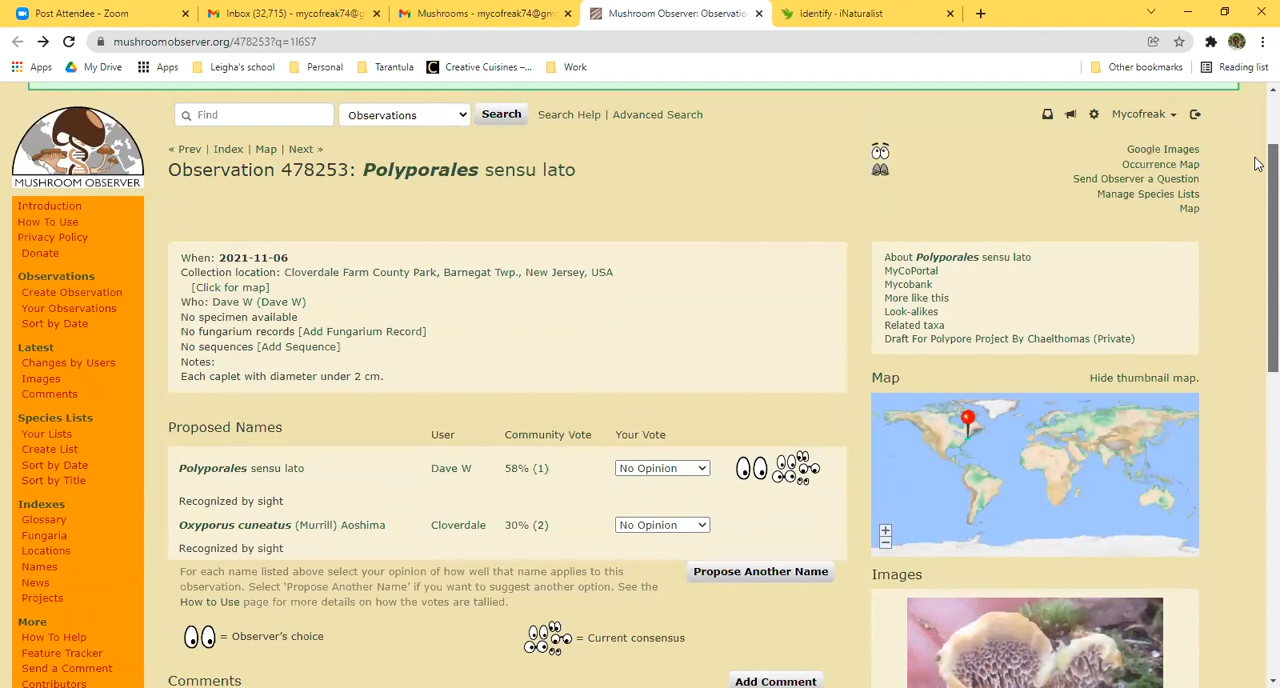 Post Attendee - Zoom
Inbox (32,715) - mycofreak74@g
Mushrooms - mycofreak74@gm
Mushroom Observer: Observatio
Identify · iNaturalist
mushroomobserver.org/478253?q=1I6S7
Apps
My Drive
Apps
Leigha's school
Personal
Tarantula
Creative Cuisines –...
Work
Other bookmarks
Reading list
MUSHROOM OBSERVER
Find
Observations
Search
Search Help | Advanced Search
Mycofreak
« Prev | Index | Map | Next »
Observation 478253: Polyporales sensu lato
Google Images
Occurrence Map
Send Observer a Question
Manage Species Lists
Map
Introduction
How To Use
Privacy Policy
Donate
Observations
Create Observation
Your Observations
Sort by Date
Latest
Changes by Users
Images
Comments
Species Lists
Your Lists
Create List
Sort by Date
Sort by Title
Indexes
Glossary
Fungaria
Locations
Names
News
Projects
More
How To Help
Feature Tracker
Send a Comment
Contributors
When: 2021-11-06
Collection location: Cloverdale Farm County Park, Barnegat Twp., New Jersey, USA
[Click for map]
Who: Dave W (Dave W)
No specimen available
No fungarium records [Add Fungarium Record]
No sequences [Add Sequence]
Notes:
Each caplet with diameter under 2 cm.
About Polyporales sensu lato
MyCoPortal
Mycobank
More like this
Look-alikes
Related taxa
Draft For Polypore Project By Chaelthomas (Private)
Map
Hide thumbnail map.
Proposed Names
User
Community Vote
Your Vote
Polyporales sensu lato
Dave W
58% (1)
No Opinion
Recognized by sight
Oxyporus cuneatus (Murrill) Aoshima
Cloverdale
30% (2)
No Opinion
Recognized by sight
For each name listed above select your opinion of how well that name applies to this
observation. Select ‘Propose Another Name’ if you want to suggest another option. See the
How to Use page for more details on how the votes are tallied.
Propose Another Name
= Observer's choice
= Current consensus
Comments
Add Comment
+
−
Images